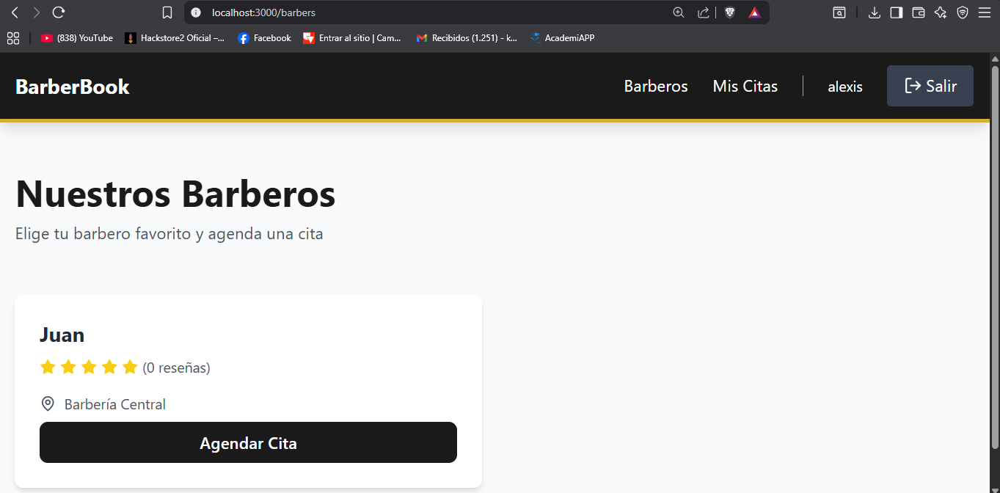 localhost:3000/barbers
(838) YouTube
Hackstore2 Oficial –...
Facebook
Entrar al sitio | Cam...
Recibidos (1.251) - k...
AcademiAPP
BarberBook
Barberos
Mis Citas
alexis
Salir
Nuestros Barberos
Elige tu barbero favorito y agenda una cita
Juan
(0 reseñas)
Barbería Central
Agendar Cita